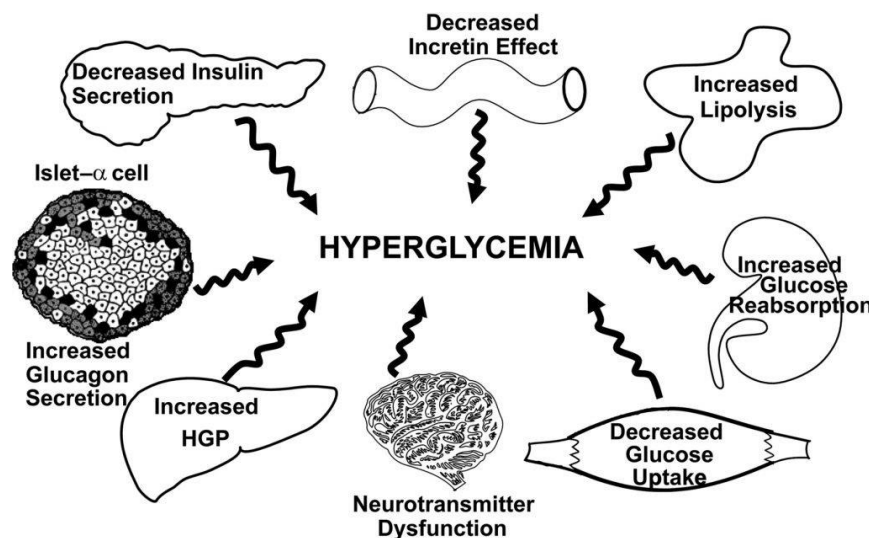 Decreased Insulin
Secretion
Decreased
Incretin Effect
Increased
Lipolysis
Islet–α cell
HYPERGLYCEMIA
Increased
Glucose
Reabsorption
Increased
Glucagon
Secretion
Increased
HGP
Neurotransmitter
Dysfunction
Decreased
Glucose
Uptake